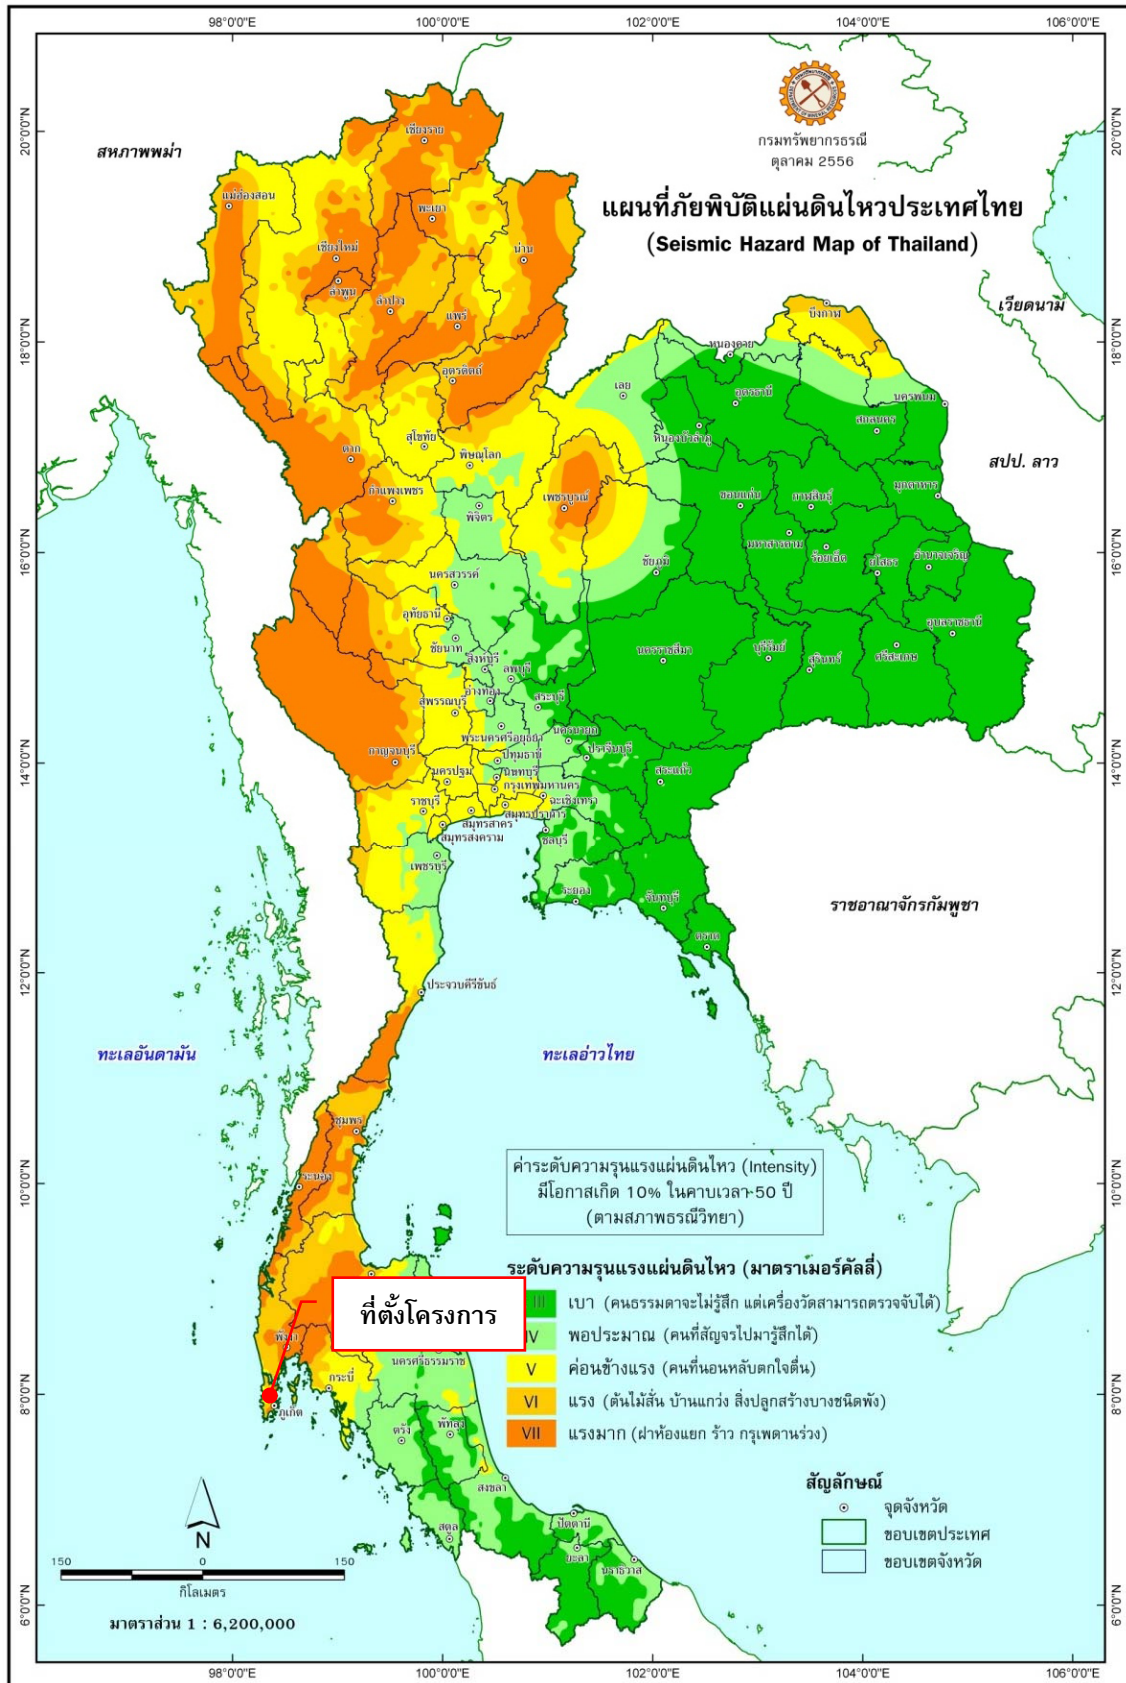 98°0'0"E 100°0'0"E 102°0'0"E 104°0'0"E 106°0'0"E
20°0'0"N
20°0'0"N
กรมทรัพยากรธรณี
ตุลาคม 2556
แผนที่ภัยพิบัติแผ่นดินไหวประเทศไทย
(Seismic Hazard Map of Thailand)
สหภาพพม่า
เวียดนาม
สปป. ลาว
ราชอาณาจักรกัมพูชา
ทะเลอันดามัน
ทะเลอ่าวไทย
เชียงราย
แม่ฮ่องสอน
พะเยา
เชียงใหม่
น่าน
ลำพูน
ลำปาง
แพร่
อุตรดิตถ์
บึงกาฬ
18°0'0"N
18°0'0"N
หนองคาย
เลย
อุดรธานี
นครพนม
สกลนคร
หนองบัวลำภู
สุโขทัย
ตาก
พิษณุโลก
กำแพงเพชร
พิจิตร
เพชรบูรณ์
ขอนแก่น
กาฬสินธุ์
มุกดาหาร
มหาสารคาม
ร้อยเอ็ด
ยโสธร
อำนาจเจริญ
16°0'0"N
16°0'0"N
ชัยภูมิ
นครสวรรค์
อุทัยธานี
ชัยนาท
สิงห์บุรี
ลพบุรี
อ่างทอง
สระบุรี
สุพรรณบุรี
นครราชสีมา
บุรีรัมย์
สุรินทร์
ศรีสะเกษ
อุบลราชธานี
พระนครศรีอยุธยา
นครนายก
ปราจีนบุรี
ปทุมธานี
กาญจนบุรี
14°0'0"N
14°0'0"N
นครปฐม
นนทบุรี
กรุงเทพมหานคร
สระแก้ว
ฉะเชิงเทรา
ราชบุรี
สมุทรสาคร
สมุทรปราการ
สมุทรสงคราม
ชลบุรี
เพชรบุรี
ระยอง
จันทบุรี
ตราด
12°0'0"N
12°0'0"N
ประจวบคีรีขันธ์
ชุมพร
ระนอง
10°0'0"N
10°0'0"N
ค่าระดับความรุนแรงแผ่นดินไหว (Intensity)
มีโอกาสเกิด 10% ในคาบเวลา 50 ปี
(ตามสภาพธรณีวิทยา)
ระดับความรุนแรงแผ่นดินไหว (มาตราเมอร์คัลลี่)
III เบา (คนธรรมดาจะไม่รู้สึก แต่เครื่องวัดสามารถตรวจจับได้)
IV พอประมาณ (คนที่สัญจรไปมารู้สึกได้)
V ค่อนข้างแรง (คนที่นอนหลับตกใจตื่น)
VI แรง (ต้นไม้สั่น บ้านแกว่ง สิ่งปลูกสร้างบางชนิดพัง)
VII แรงมาก (ฝาห้องแยก ร้าว กรุเพดานร่วง)
ที่ตั้งโครงการ
พังงา
นครศรีธรรมราช
กระบี่
8°0'0"N
8°0'0"N
ภูเก็ต
ตรัง
พัทลุง
สงขลา
สตูล
ปัตตานี
ยะลา
นราธิวาส
สัญลักษณ์
จุดจังหวัด
ขอบเขตประเทศ
ขอบเขตจังหวัด
N
150 0 150
กิโลเมตร
มาตราส่วน 1 : 6,200,000
6°0'0"N
6°0'0"N
98°0'0"E 100°0'0"E 102°0'0"E 104°0'0"E 106°0'0"E